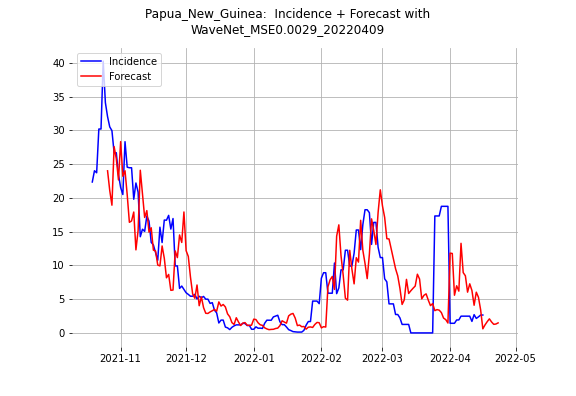 Papua_New_Guinea:  Incidence + Forecast with
WaveNet_MSE0.0029_20220409
Incidence
Forecast
40
35
30
25
20
15
10
5
0
2021-11 2021-12 2022-01 2022-02 2022-03 2022-04 2022-05